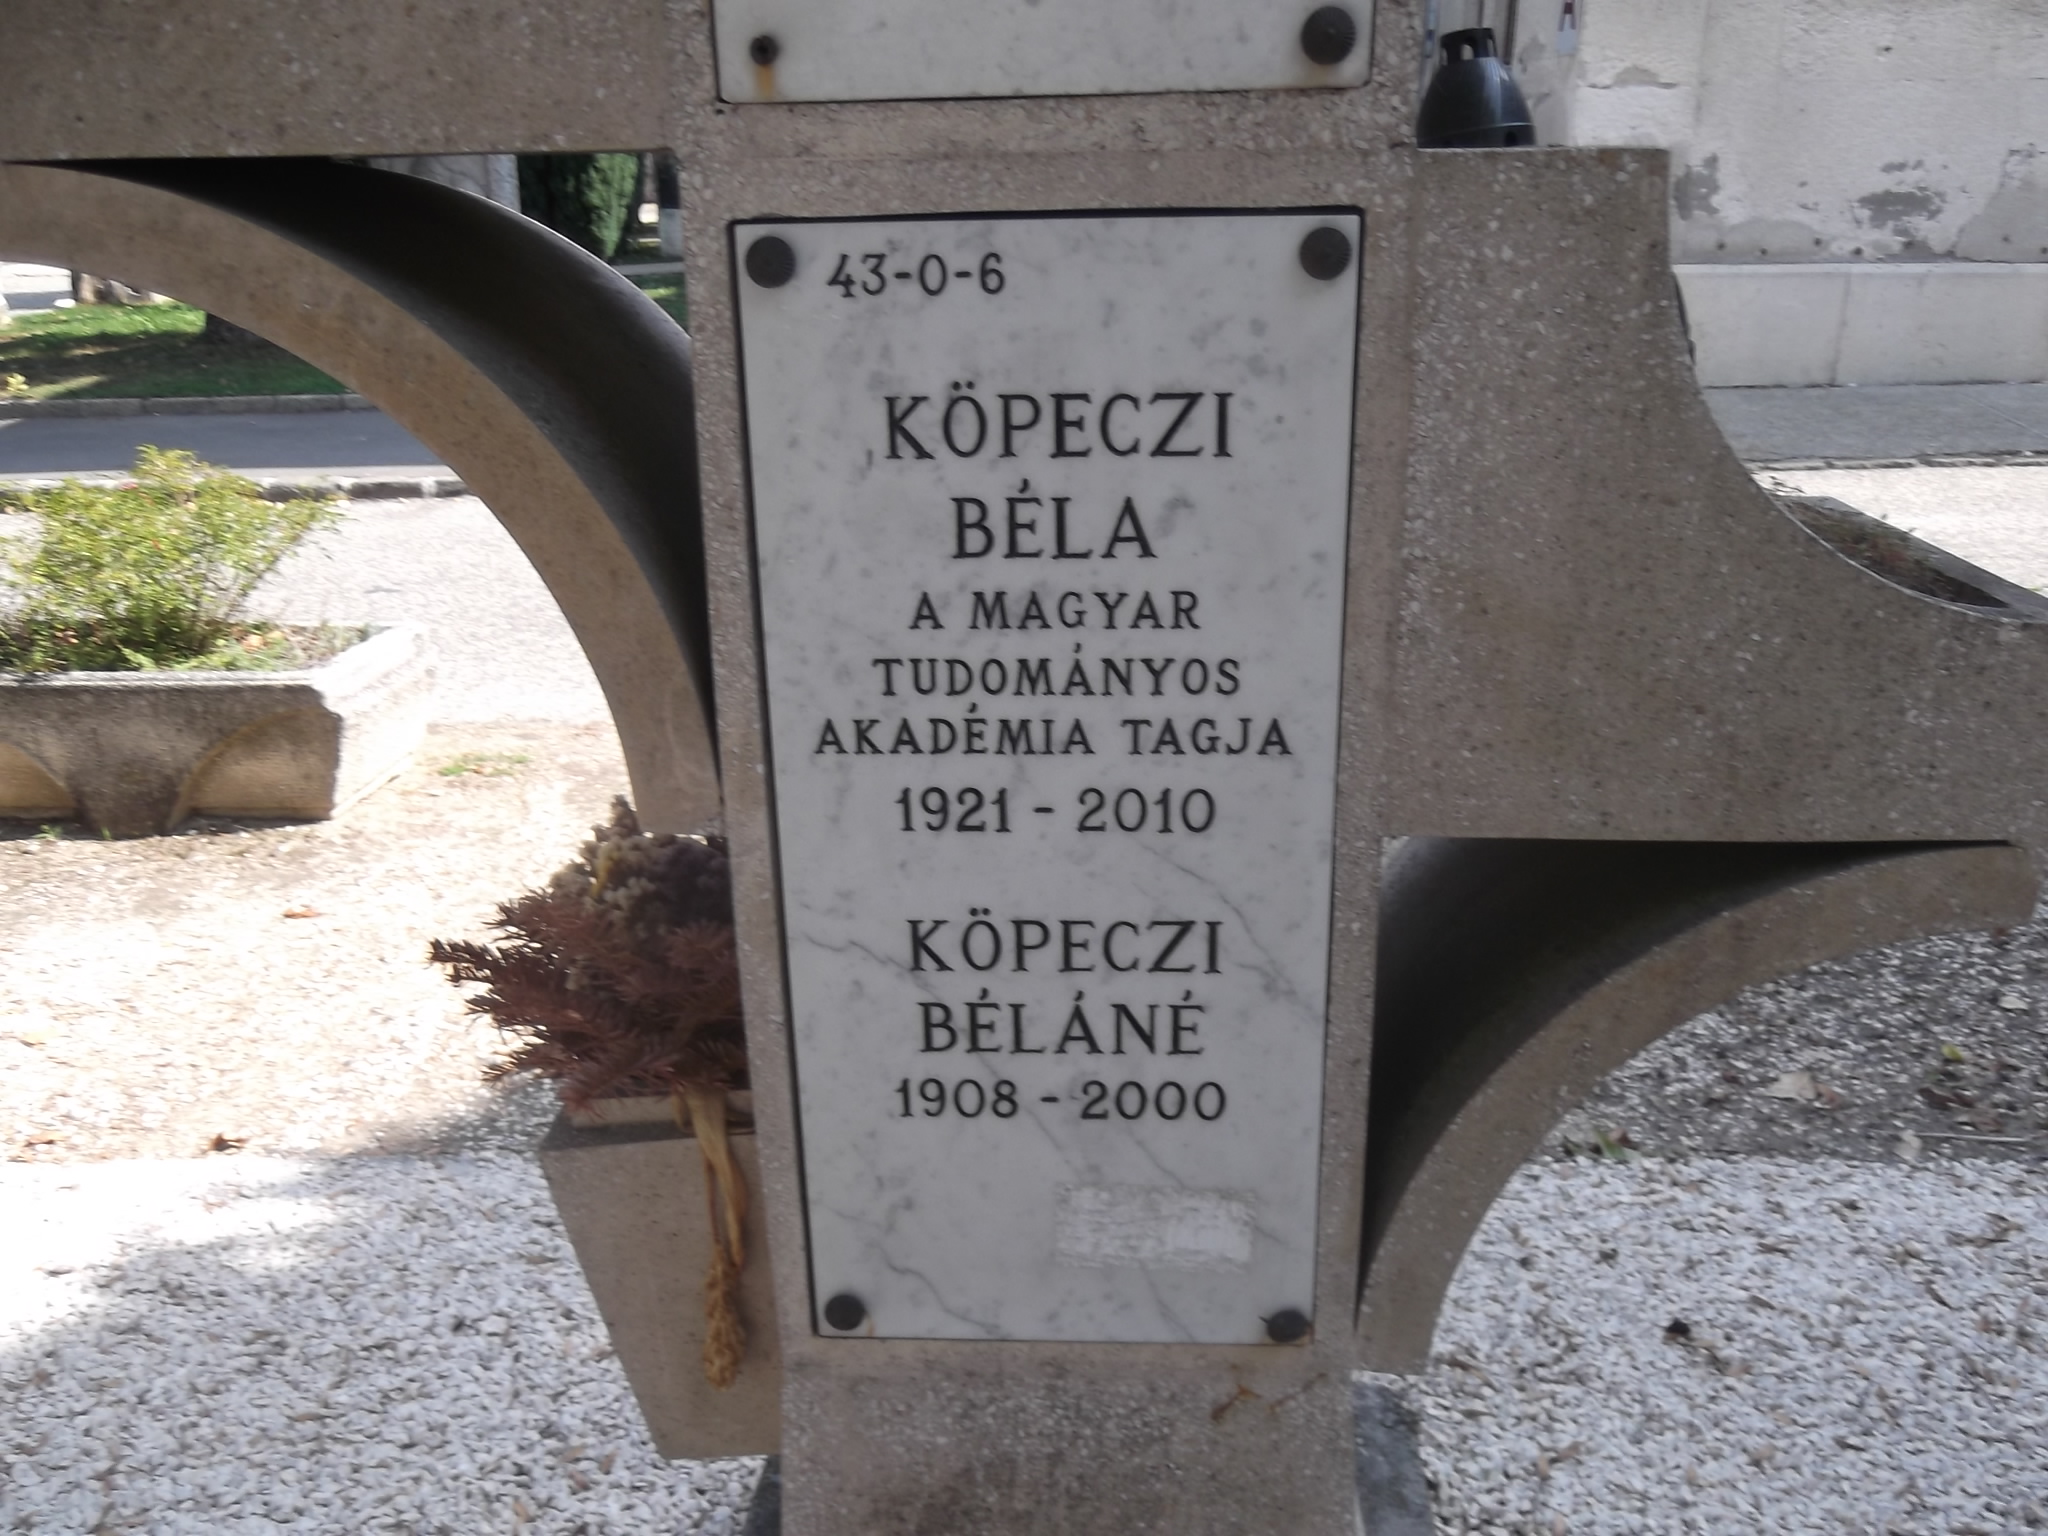 43-0-6
KÖPECZI
BÉLA
A MAGYAR
TUDOMÁNYOS
AKADÉMIA TAGJA
1921 - 2010
KÖPECZI
BÉLÁNÉ
1908 - 2000